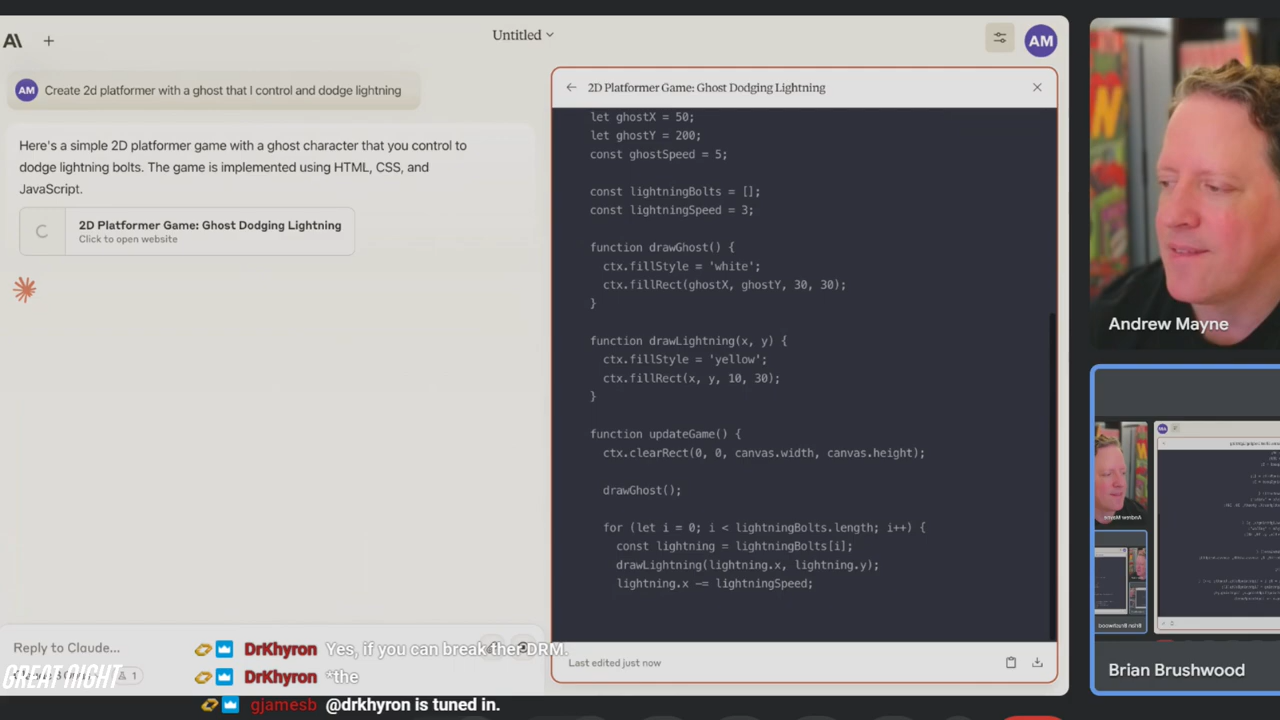 Untitled
AM
AM
Create 2d platformer with a ghost that I control and dodge lightning
Here's a simple 2D platformer game with a ghost character that you control to
dodge lightning bolts. The game is implemented using HTML, CSS, and
JavaScript.
2D Platformer Game: Ghost Dodging Lightning
Click to open website
2D Platformer Game: Ghost Dodging Lightning
let ghostX = 50;
let ghostY = 200;
const ghostSpeed = 5;
const lightningBolts = [];
const lightningSpeed = 3;
function drawGhost() {
ctx.fillStyle = 'white';
ctx.fillRect(ghostX, ghostY, 30, 30);
}
function drawLightning(x, y) {
ctx.fillStyle = 'yellow';
ctx.fillRect(x, y, 10, 30);
}
function updateGame() {
ctx.clearRect(0, 0, canvas.width, canvas.height);
drawGhost();
for (let i = 0; i < lightningBolts.length; i++) {
const lightning = lightningBolts[i];
drawLightning(lightning.x, lightning.y);
lightning.x -= lightningSpeed;
Last edited just now
Reply to Claude...
1
GREAT NIGHT
DrKhyron Yes, if you can break their DRM.
DrKhyron *the
gjamesb @drkhyron is tuned in.
Andrew Mayne
Brian Brushwood